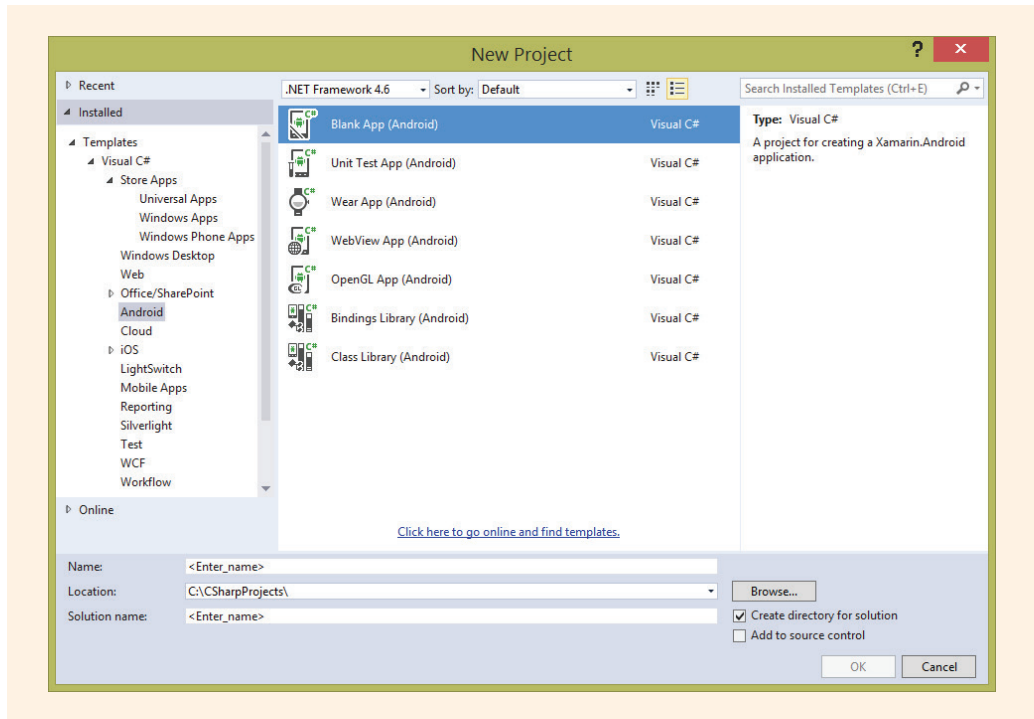 New Project
?
×
Recent
Installed
Templates
Visual C#
Store Apps
Universal Apps
Windows Apps
Windows Phone Apps
Windows Desktop
Web
Office/SharePoint
Android
Cloud
iOS
LightSwitch
Mobile Apps
Reporting
Silverlight
Test
WCF
Workflow
Online
.NET Framework 4.6
Sort by: Default
Blank App (Android) Visual C#
Unit Test App (Android) Visual C#
Wear App (Android) Visual C#
WebView App (Android) Visual C#
OpenGL App (Android) Visual C#
Bindings Library (Android) Visual C#
Class Library (Android) Visual C#
Click here to go online and find templates.
Search Installed Templates (Ctrl+E)
Type: Visual C#
A project for creating a Xamarin.Android
application.
Name: <Enter_name>
Location: C:\CSharpProjects\
Browse...
Solution name: <Enter_name>
Create directory for solution
Add to source control
OK Cancel